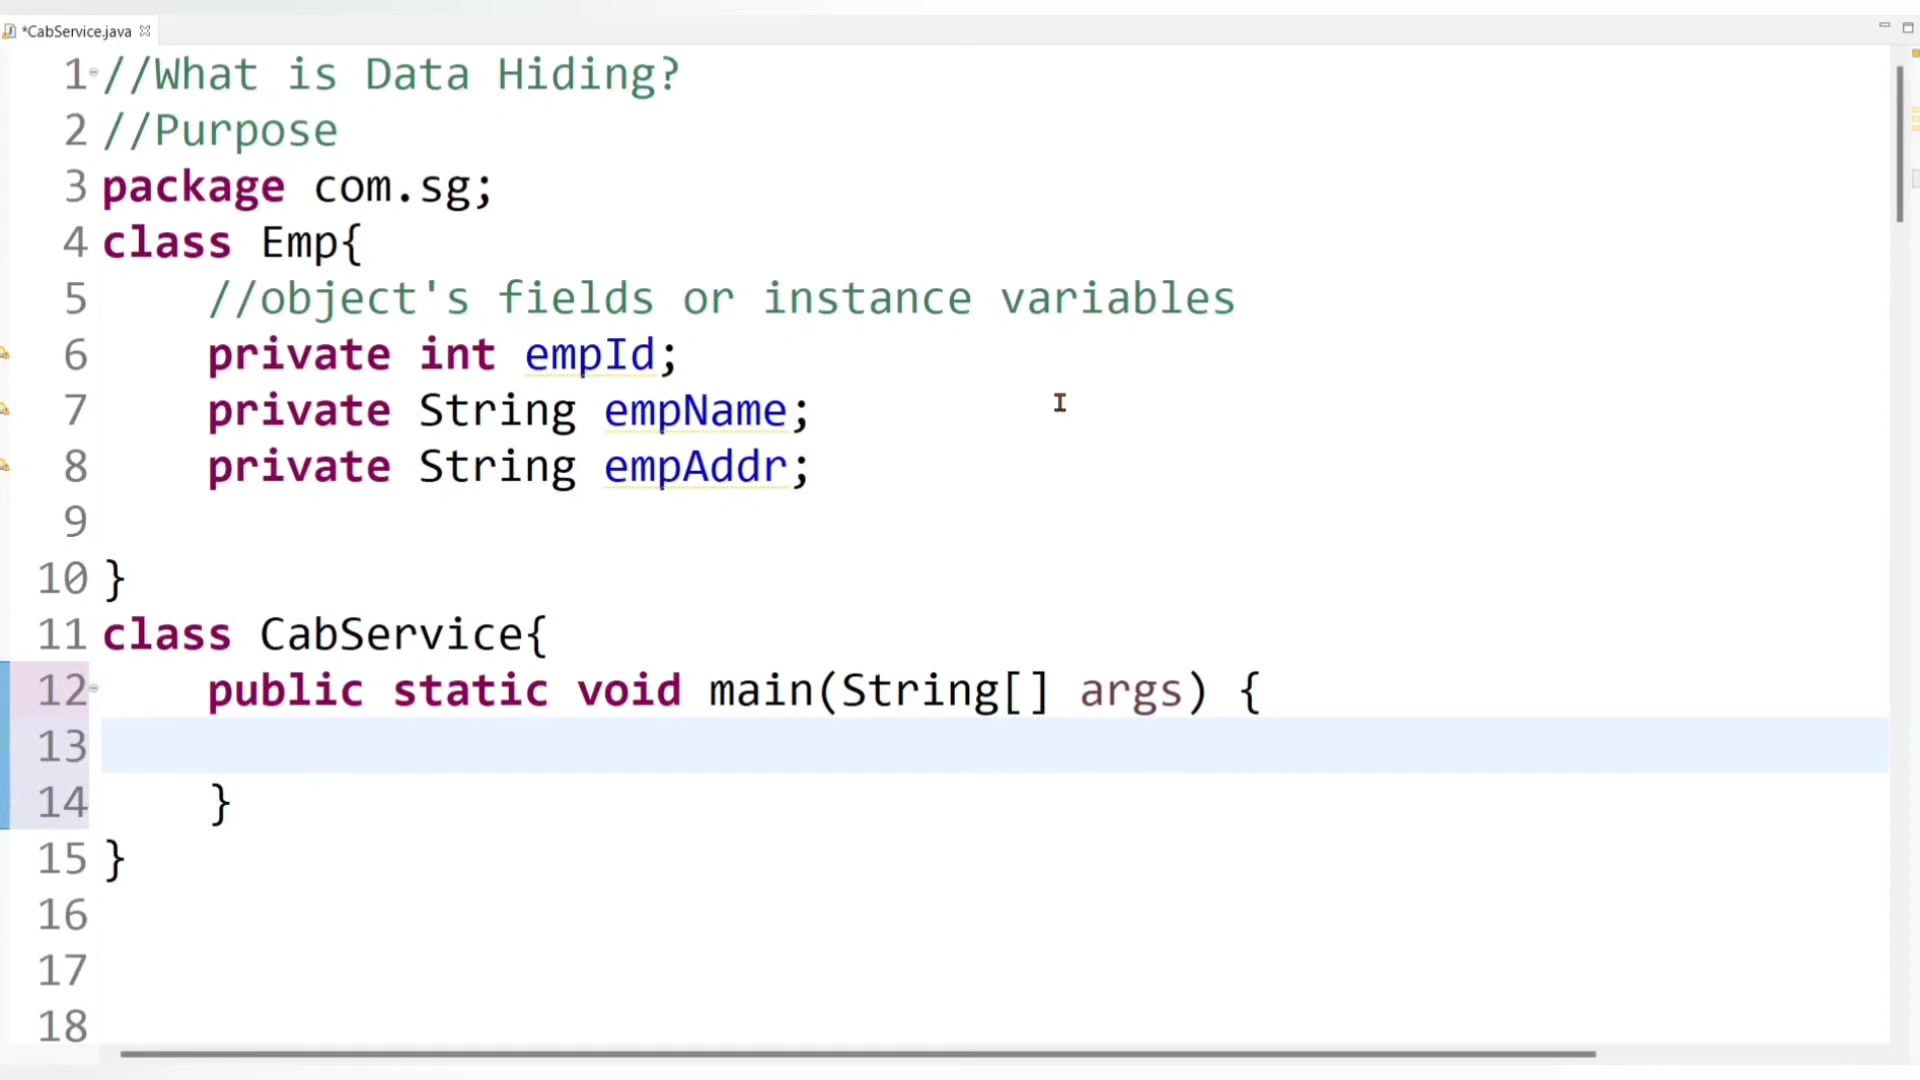 *CabService.java
1 //What is Data Hiding?
2 //Purpose
3 package com.sg;
4 class Emp{
5     //object's fields or instance variables
6     private int empId;
7     private String empName;
8     private String empAddr;
9
10 }
11 class CabService{
12     public static void main(String[] args) {
13
14     }
15 }
16
17
18